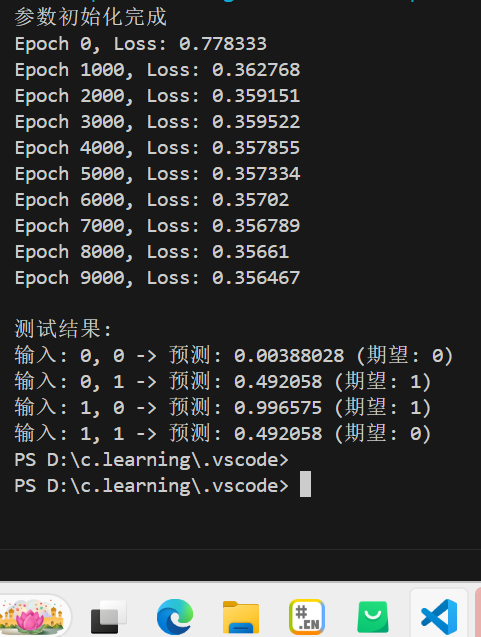 参数初始化完成
Epoch 0, Loss: 0.778333
Epoch 1000, Loss: 0.362768
Epoch 2000, Loss: 0.359151
Epoch 3000, Loss: 0.359522
Epoch 4000, Loss: 0.357855
Epoch 5000, Loss: 0.357334
Epoch 6000, Loss: 0.35702
Epoch 7000, Loss: 0.356789
Epoch 8000, Loss: 0.35661
Epoch 9000, Loss: 0.356467
测试结果:
输入: 0, 0 -> 预测: 0.00388028 (期望: 0)
输入: 0, 1 -> 预测: 0.492058 (期望: 1)
输入: 1, 0 -> 预测: 0.996575 (期望: 1)
输入: 1, 1 -> 预测: 0.492058 (期望: 0)
PS D:\c.learning\.vscode>
PS D:\c.learning\.vscode>
#.CN